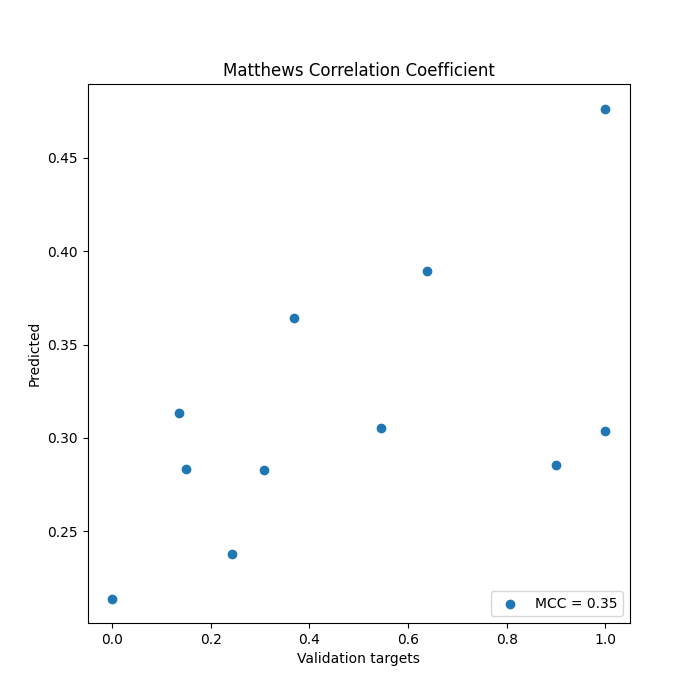 Matthews Correlation Coefficient
0.45
0.40
0.35
0.30
0.25
Predicted
MCC = 0.35
0.0 0.2 0.4 0.6 0.8 1.0
Validation targets